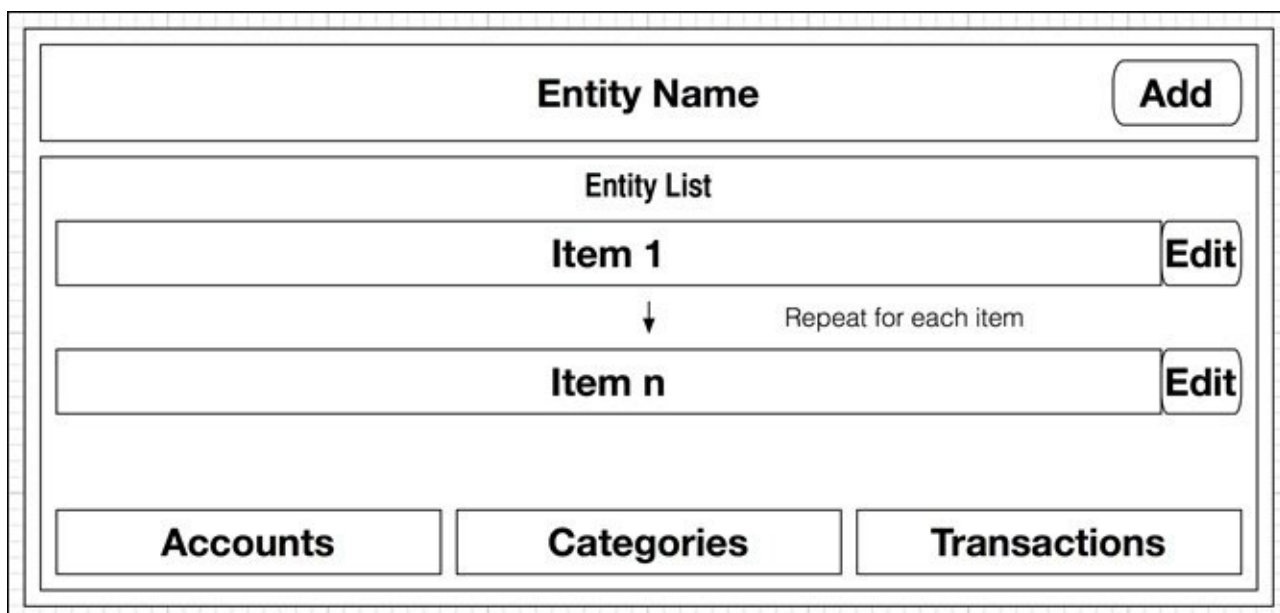 Entity Name
Add
Entity List
Item 1
Edit
Repeat for each item
Item n
Edit
Accounts
Categories
Transactions